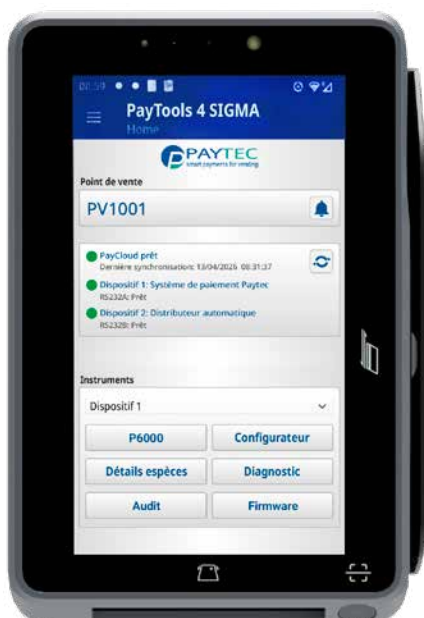 08:59
PayTools 4 SIGMA
Home
PAYTEC
smart payments for vending
Point de vente
PV1001
PayCloud prêt
Dernière synchronisation: 13/04/2025 08:31:37
Dispositif 1: Système de paiement Paytec
RS232A: Prêt
Dispositif 2: Distributeur automatique
RS232B: Prêt
Instruments
Dispositif 1
P6000 Configurateur
Détails espèces Diagnostic
Audit Firmware